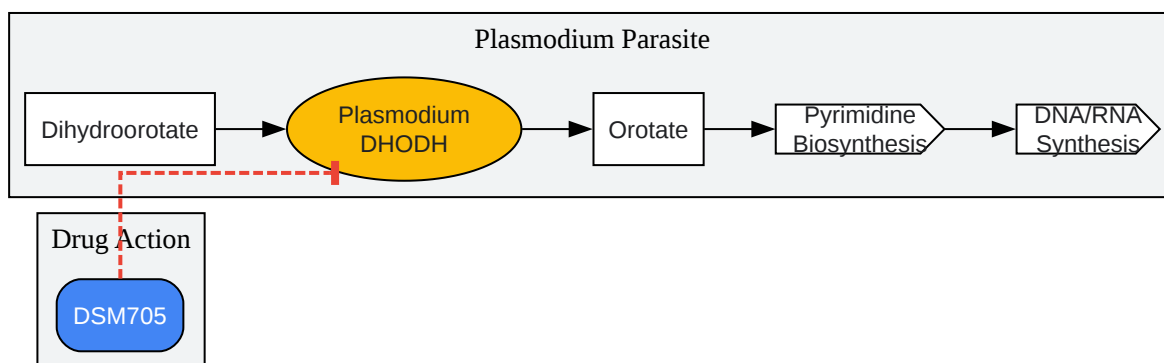 Plasmodium Parasite
Dihydroorotate
Plasmodium
DHODH
Orotate
Pyrimidine
Biosynthesis
DNA/RNA
Synthesis
Drug Action
DSM705